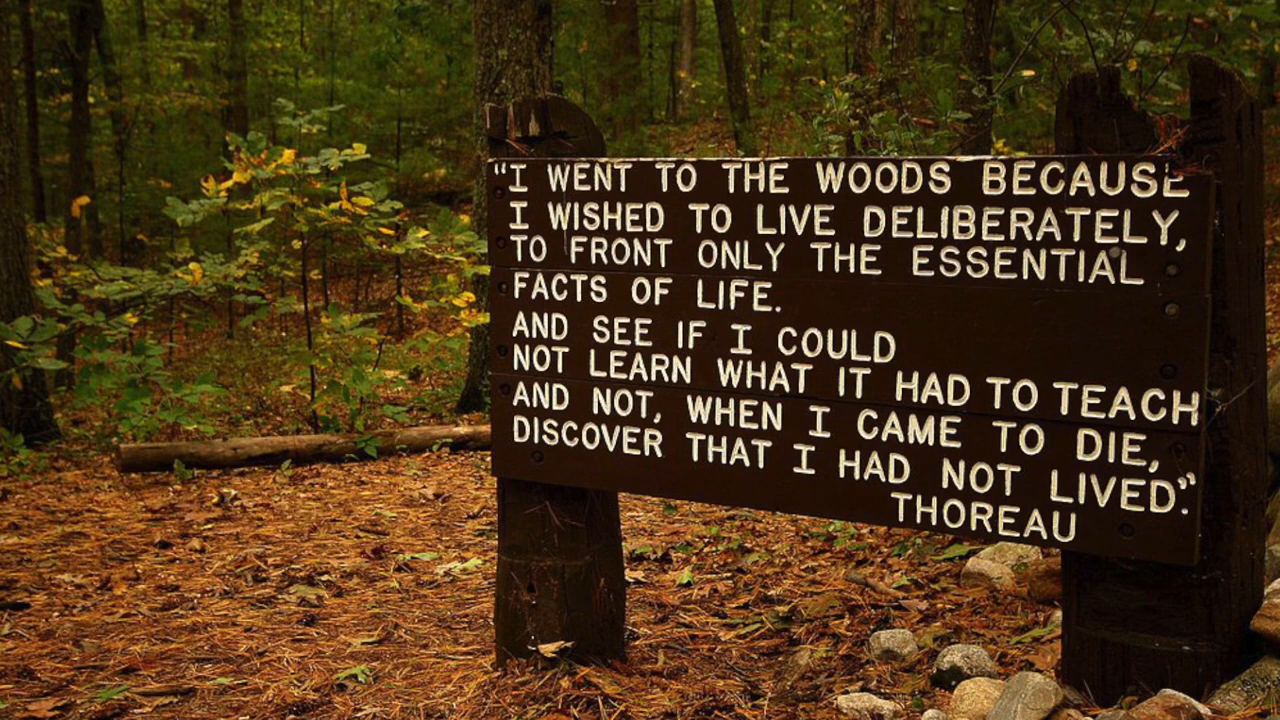 "I WENT TO THE WOODS BECAUSE
I WISHED TO LIVE DELIBERATELY,
TO FRONT ONLY THE ESSENTIAL
FACTS OF LIFE.
AND SEE IF I COULD
NOT LEARN WHAT IT HAD TO TEACH
AND NOT, WHEN I CAME TO DIE,
DISCOVER THAT I HAD NOT LIVED."
THOREAU